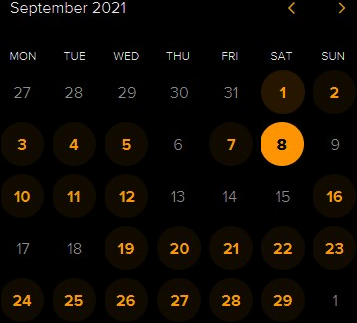 September 2021 < >
MON TUE WED THU FRI SAT SUN
27 28 29 30 31 1 2
3 4 5 6 7 8 9
10 11 12 13 14 15 16
17 18 19 20 21 22 23
24 25 26 27 28 29 1